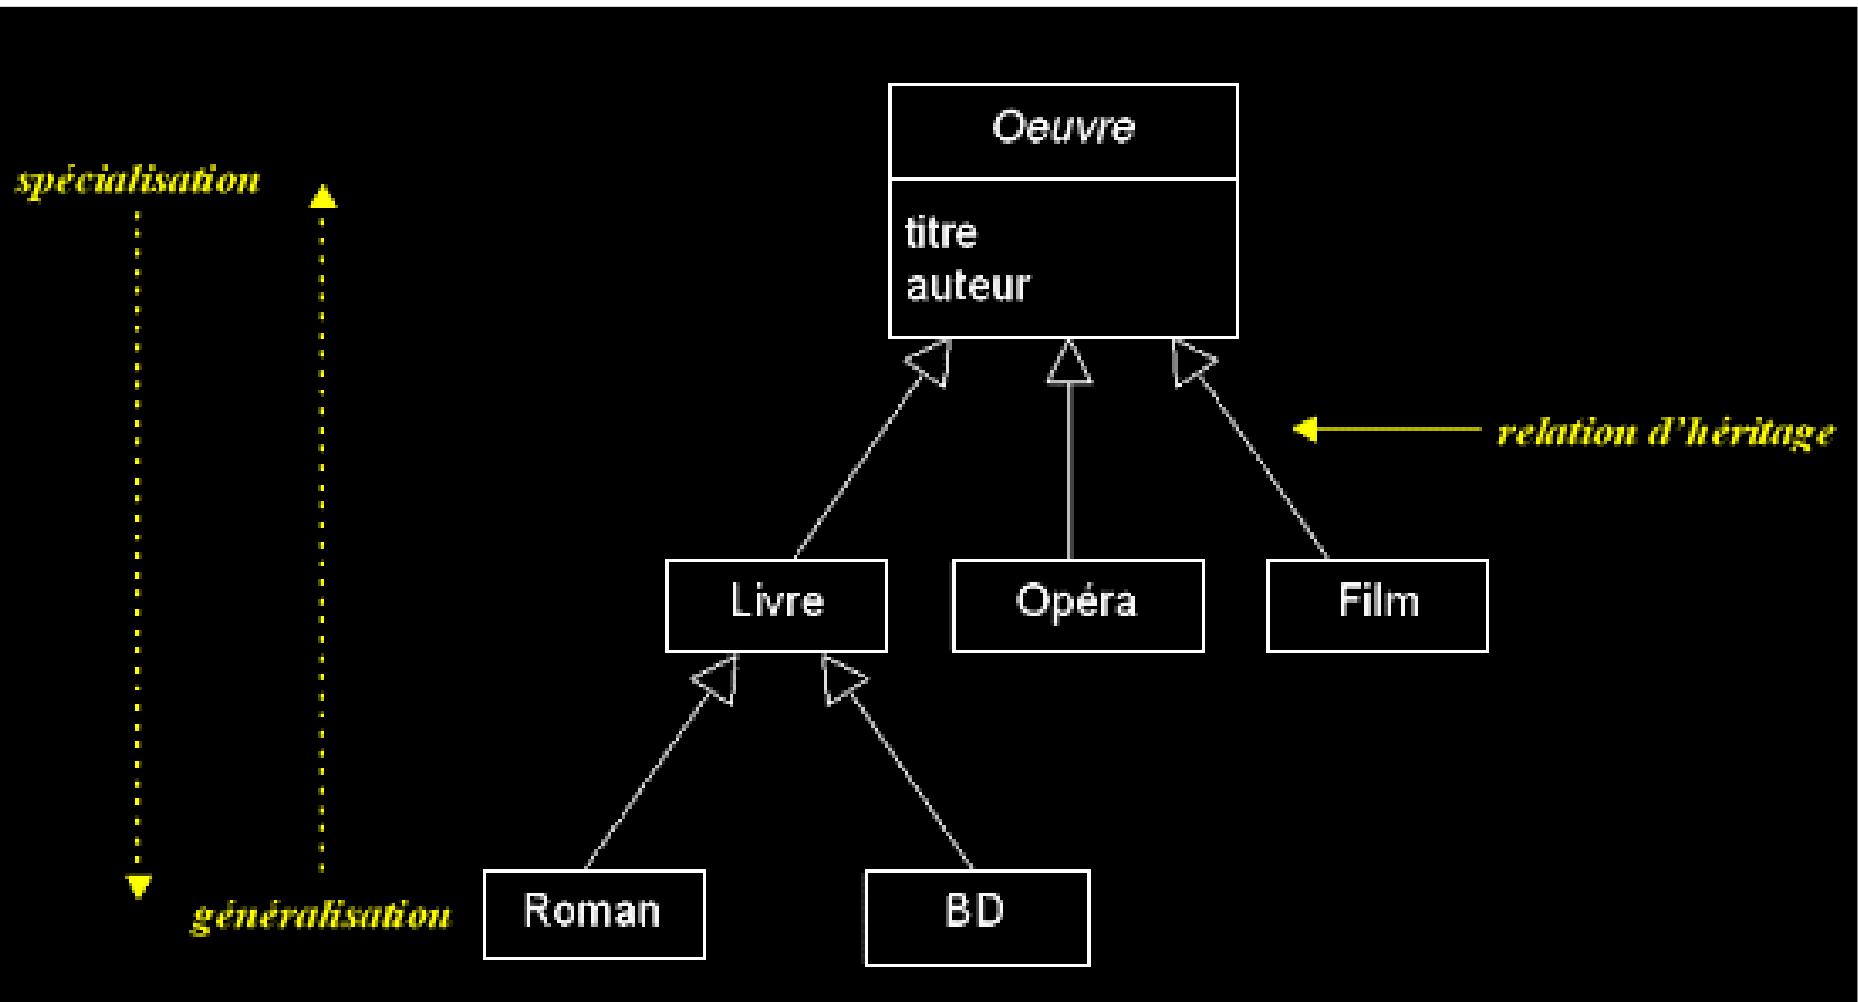 Oeuvre
spécialisation
titre
auteur
relation d'héritage
Livre
Opéra
Film
généralisation
Roman
BD